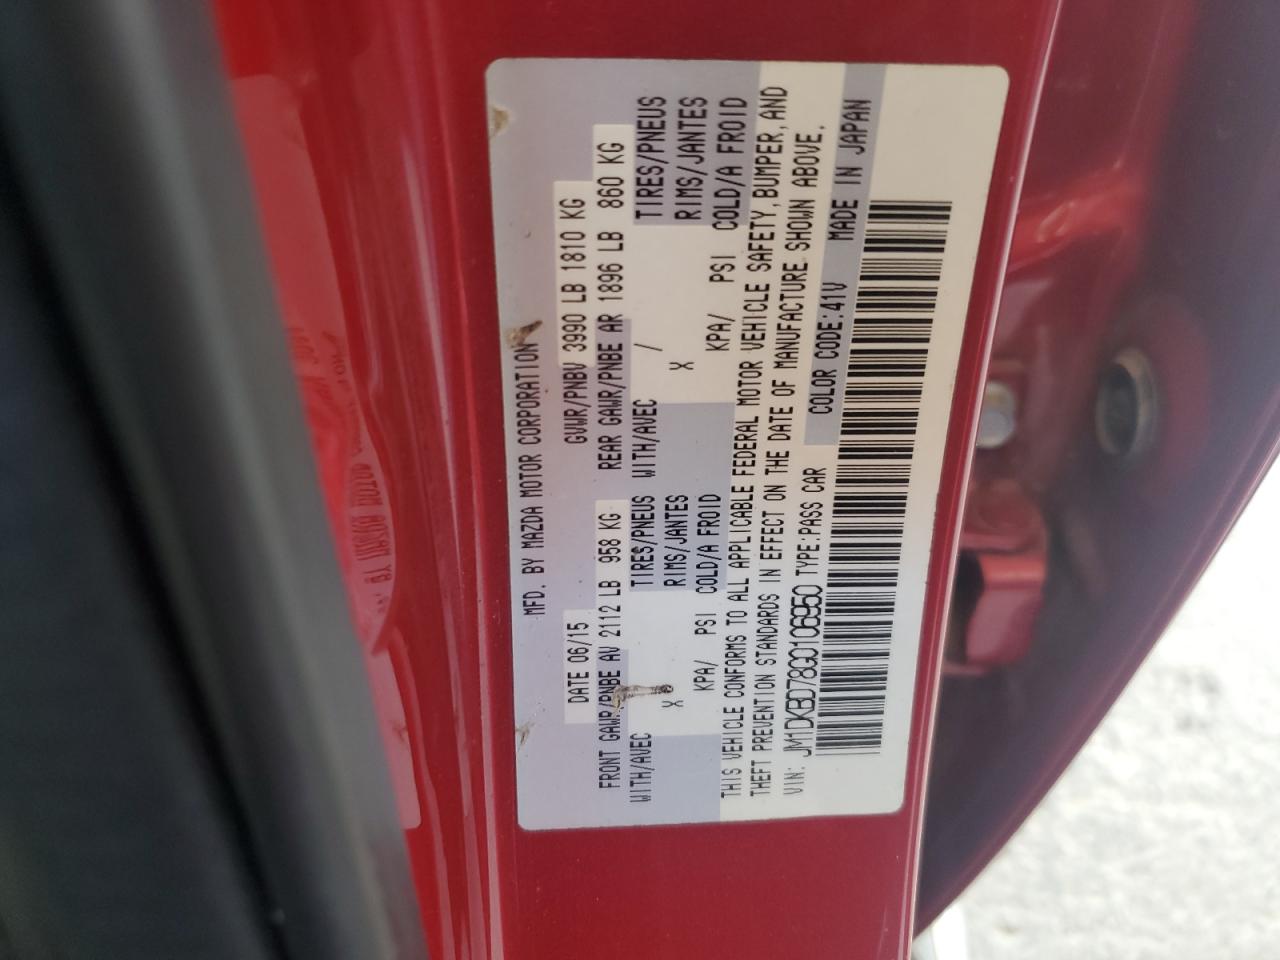 MFD. BY MAZDA MOTOR CORPORATION
DATE 06/15 GVWR/PNBV 3990 LB 1810 KG
FRONT GAWR/PNBE AV 2112 LB 958 KG REAR GAWR/PNBE AR 1896 LB 860 KG
WITH/AVEC TIRES/PNEUS WITH/AVEC / TIRES/PNEUS
X RIMS/JANTES X RIMS/JANTES
KPA/ PSI COLD/A FROID KPA/ PSI COLD/A FROID
THIS VEHICLE CONFORMS TO ALL APPLICABLE FEDERAL MOTOR VEHICLE SAFETY, BUMPER, AND
THEFT PREVENTION STANDARDS IN EFFECT ON THE DATE OF MANUFACTURE SHOWN ABOVE.
VIN: JM1DKBD78G0106950 TYPE:PASS CAR COLOR CODE:41V MADE IN JAPAN